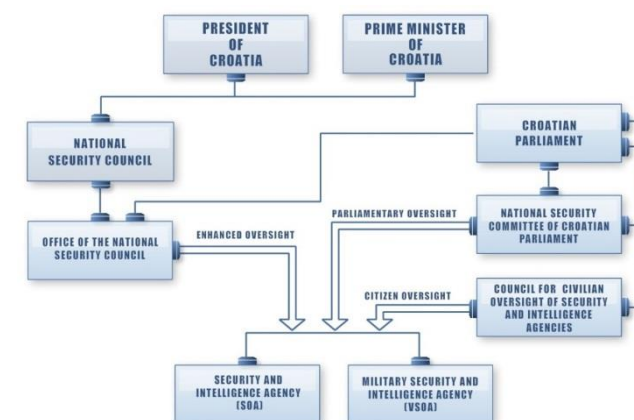 PRESIDENT
OF
CROATIA
PRIME MINISTER
OF
CROATIA
NATIONAL
SECURITY COUNCIL
CROATIAN
PARLIAMENT
OFFICE OF THE NATIONAL
SECURITY COUNCIL
ENHANCED OVERSIGHT
PARLIAMENTARY OVERSIGHT
NATIONAL SECURITY
COMMITTEE OF CROATIAN
PARLIAMENT
CITIZEN OVERSIGHT
COUNCIL FOR CIVILIAN
OVERSIGHT OF SECURITY
AND INTELLIGENCE
AGENCIES
SECURITY AND
INTELLIGENCE AGENCY
(SOA)
MILITARY SECURITY AND
INTELLIGENCE AGENCY
(VSOA)